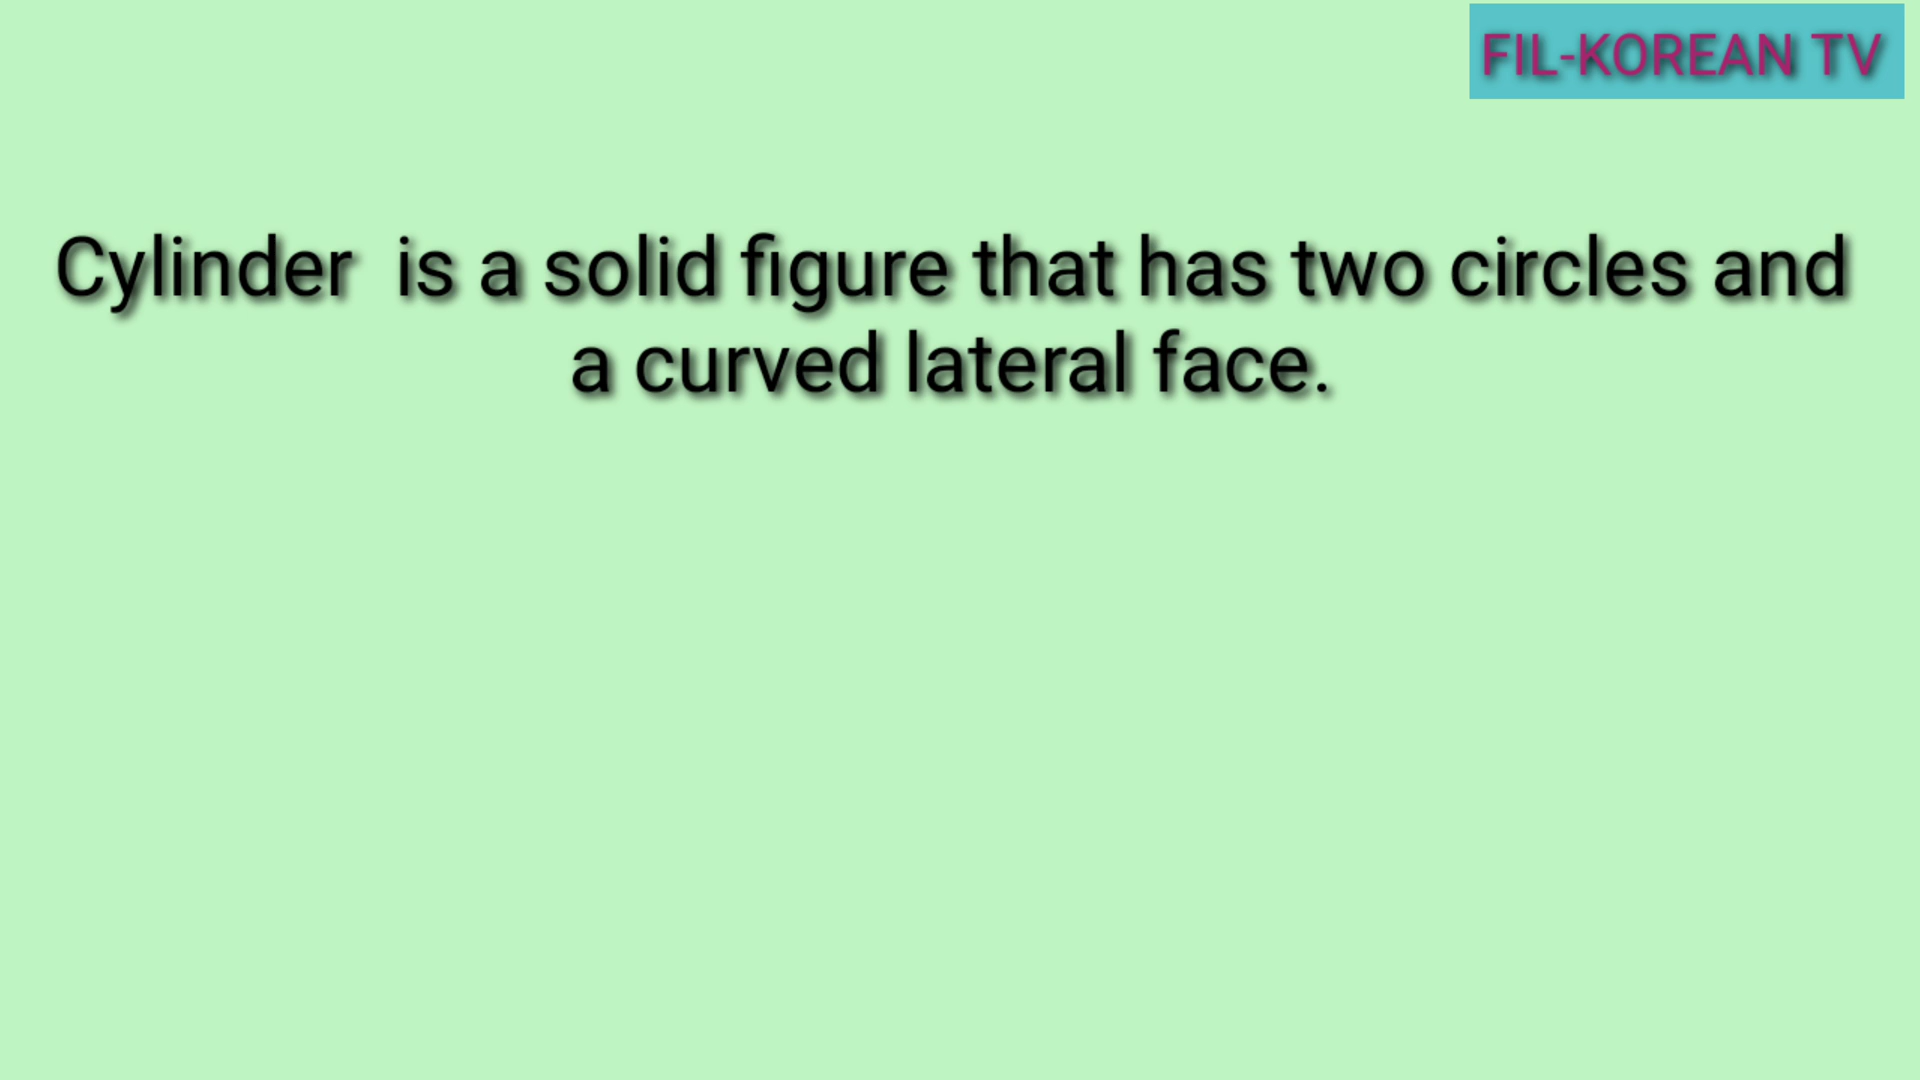 FIL-KOREAN TV
Cylinder  is a solid figure that has two circles and
a curved lateral face.